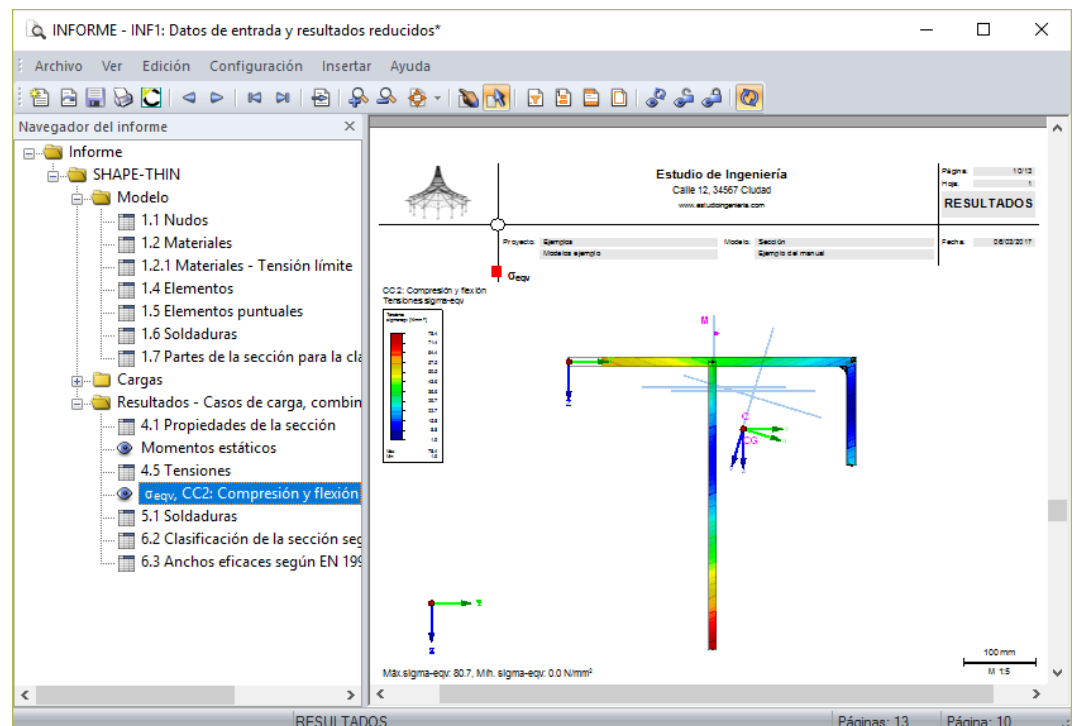 INFORME - INF1: Datos de entrada y resultados reducidos*
Archivo Ver Edición Configuración Insertar Ayuda
Navegador del informe
Informe
SHAPE-THIN
Modelo
1.1 Nudos
1.2 Materiales
1.2.1 Materiales - Tensión límite
1.4 Elementos
1.5 Elementos puntuales
1.6 Soldaduras
1.7 Partes de la sección para la cla
Cargas
Resultados - Casos de carga, combin
4.1 Propiedades de la sección
Momentos estáticos
4.5 Tensiones
σeqv, CC2: Compresión y flexión
5.1 Soldaduras
6.2 Clasificación de la sección seg
6.3 Anchos eficaces según EN 199
Estudio de Ingeniería
Calle 12, 34567 Ciudad
www.estudioingenieria.com
Página: 10/13
Hoja: 1
RESULTADOS
Proyecto: Ejemplos Modelo: Sección Fecha: 06/03/2017
Modelos ejemplo Ejemplo del manual
σeqv
CC2: Compresión y flexión
Tensiones sigma-eqv
M
CG
Máx.sigma-eqv: 80.7, Mín. sigma-eqv: 0.0 N/mm²
100 mm
M 1:5
RESULTADOS Páginas: 13 Página: 10